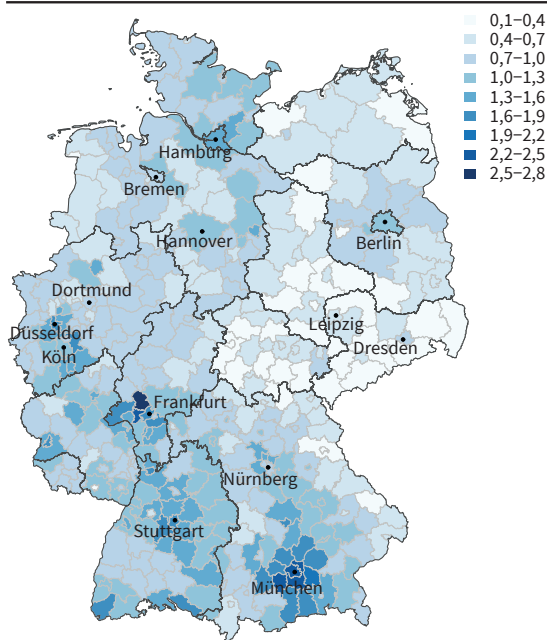 0,1–0,4
0,4–0,7
0,7–1,0
1,0–1,3
1,3–1,6
1,6–1,9
1,9–2,2
2,2–2,5
2,5–2,8
Hamburg
Bremen
Hannover
Berlin
Dortmund
Düsseldorf
Köln
Leipzig
Dresden
Frankfurt
Nürnberg
Stuttgart
München